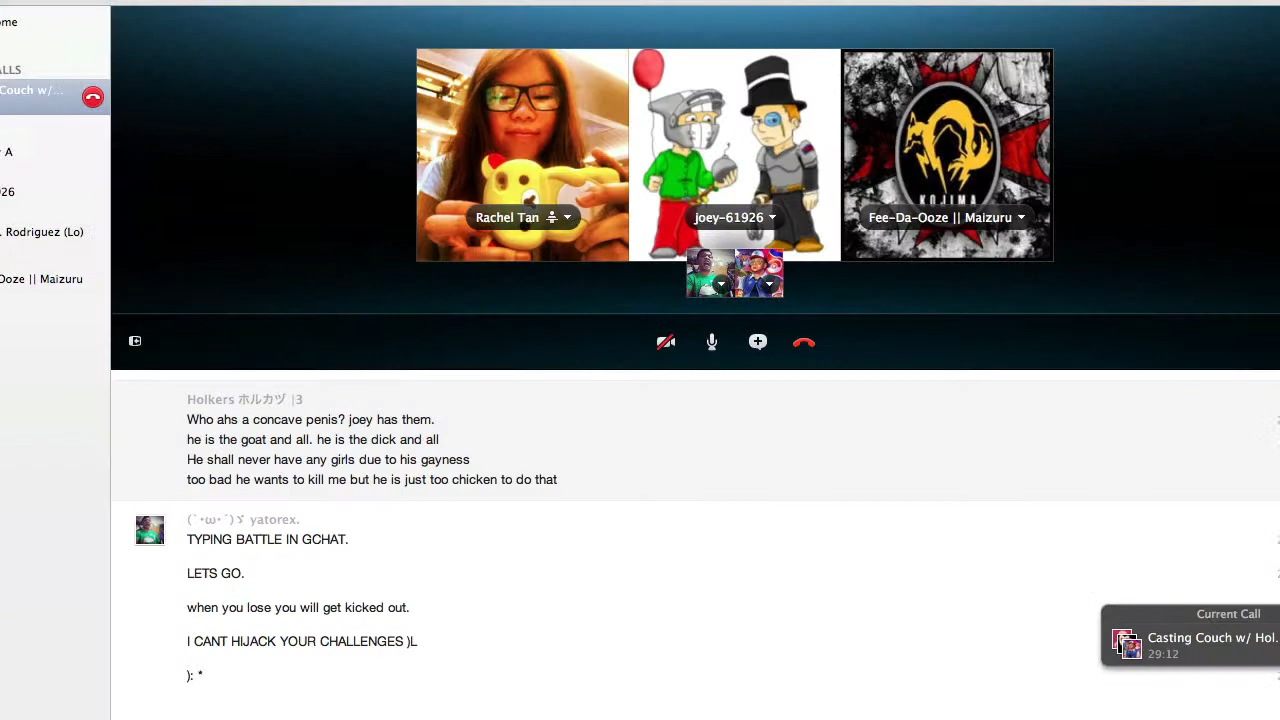 ome
ALLS
Couch w/...
r A
926
. Rodriguez (Lo)
Ooze || Maizuru
KOJIMA
Rachel Tan
joey-61926
Fee-Da-Ooze || Maizuru
Holkers ホルカヅ |3
Who ahs a concave penis? joey has them.
he is the goat and all. he is the dick and all
He shall never have any girls due to his gayness
too bad he wants to kill me but he is just too chicken to do that
(`･ω･´)ゞ yatorex.
TYPING BATTLE IN GCHAT.
LETS GO.
when you lose you will get kicked out.
I CANT HIJACK YOUR CHALLENGES )L
): *
Current Call
Casting Couch w/ Hol.
29:12